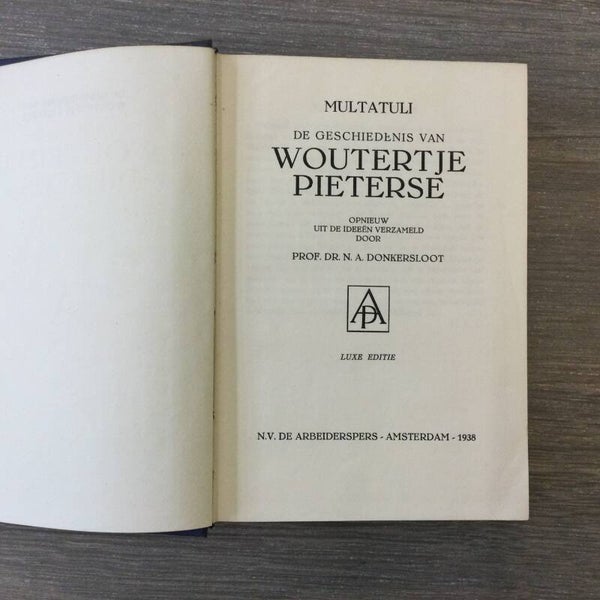 MULTATULI
DE GESCHIEDENIS VAN
WOUTERTJE
PIETERSE
OPNIEUW
UIT DE IDEEËN VERZAMELD
DOOR
PROF. DR. N. A. DONKERSLOOT
AP
LUXE EDITIE
N.V. DE ARBEIDERSPERS - AMSTERDAM - 1938